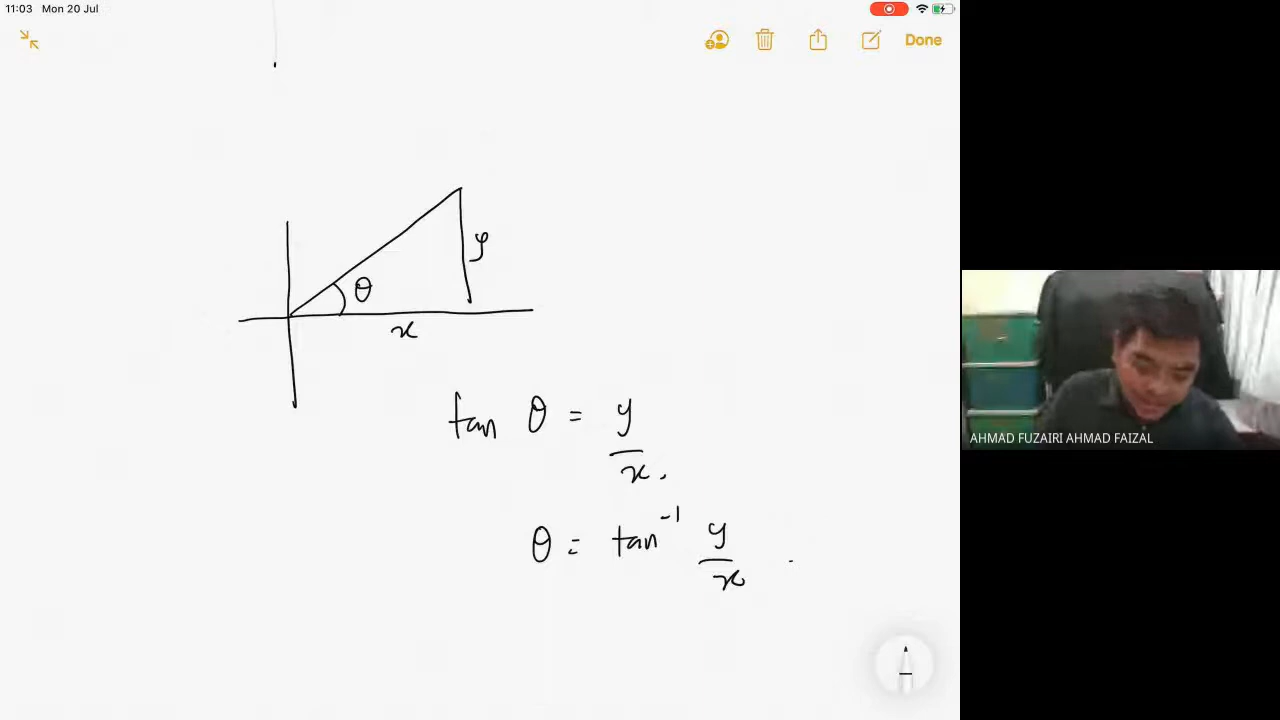 11:03 Mon 20 Jul
Done
y
θ
x
tan θ = y/x.
θ = tan⁻¹ y/x
AHMAD FUZAIRI AHMAD FAIZAL